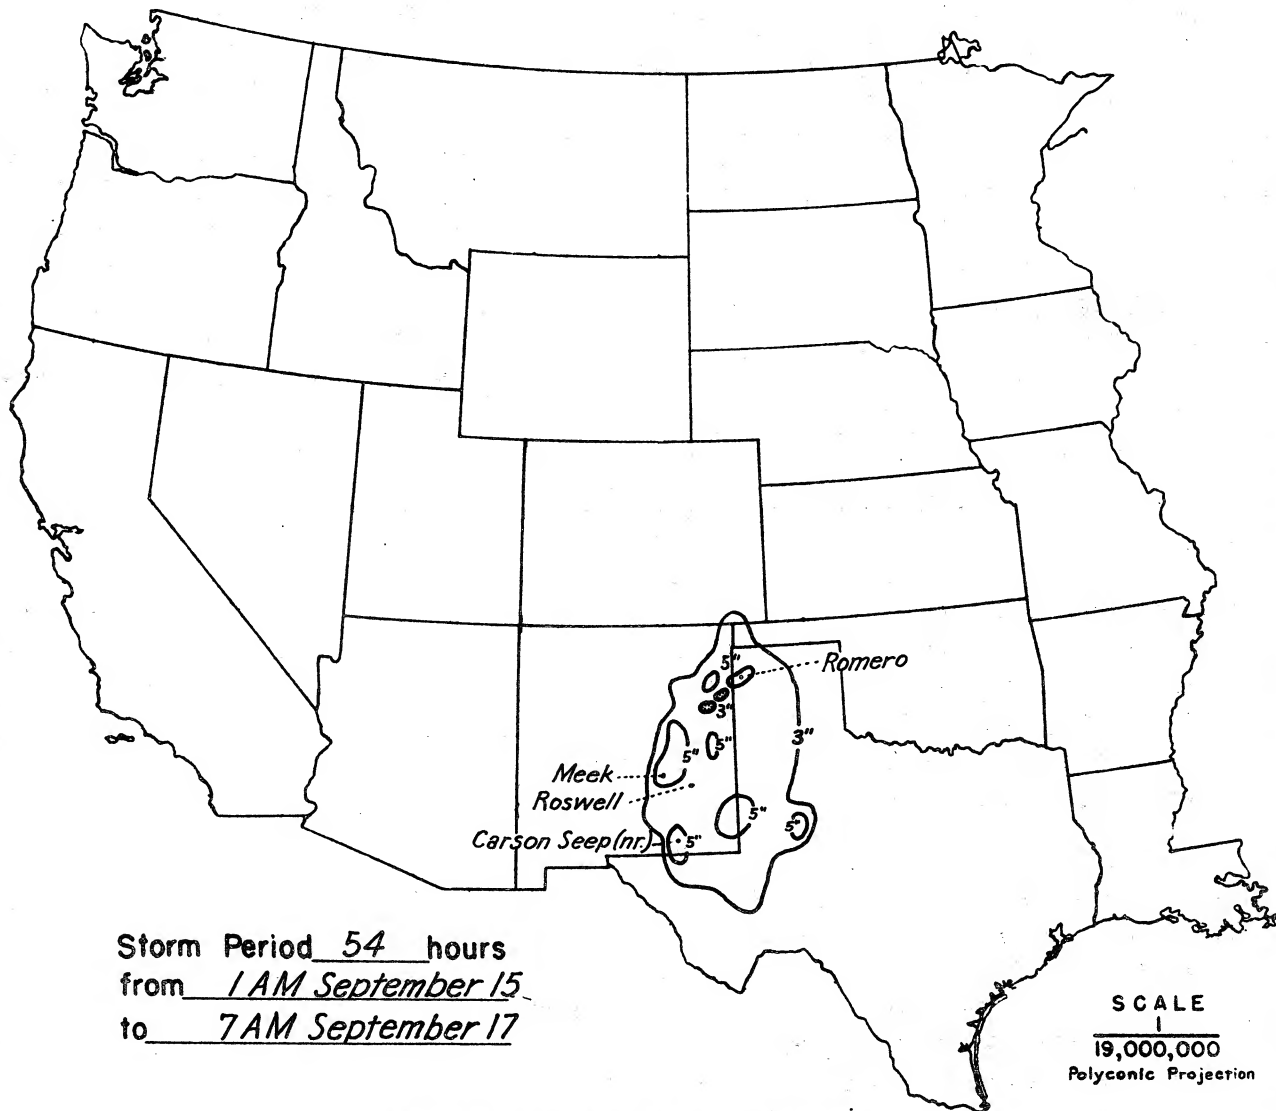 5"
Romero
3"
3"
5"
5"
Meek
Roswell
5"
5"
Carson Seep (nr.)
5"
Storm Period 54 hours
from 1 AM September 15
to 7 AM September 17
SCALE
1
19,000,000
Polyconic Projection